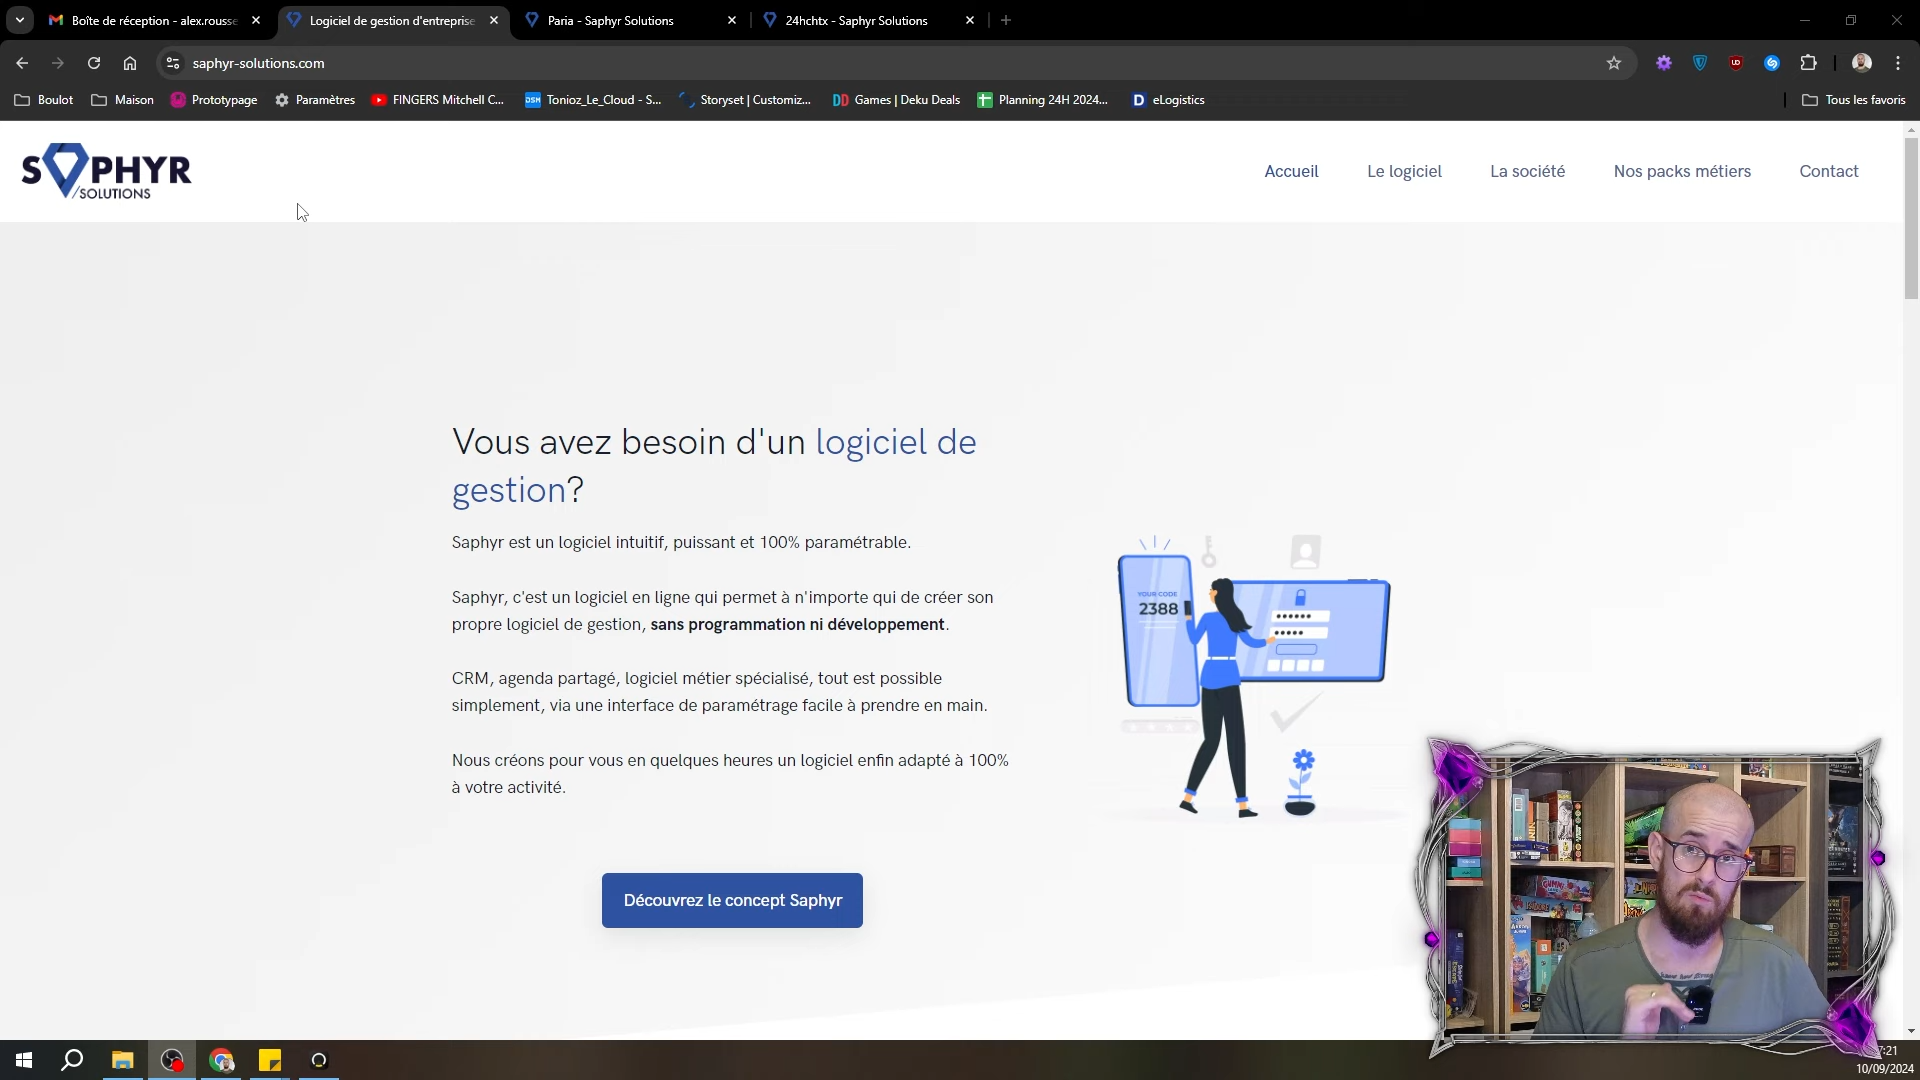 Boîte de réception - alex.rousse
Logiciel de gestion d'entreprise
Paria - Saphyr Solutions
24hchtx - Saphyr Solutions
saphyr-solutions.com
Boulot
Maison
Prototypage
Paramètres
FINGERS Mitchell C...
Tonioz_Le_Cloud - S...
Storyset | Customiz...
Games | Deku Deals
Planning 24H 2024...
eLogistics
Tous les favoris
SAPHYR
SOLUTIONS
Accueil
Le logiciel
La société
Nos packs métiers
Contact
Vous avez besoin d'un logiciel de
gestion?
Saphyr est un logiciel intuitif, puissant et 100% paramétrable.
Saphyr, c'est un logiciel en ligne qui permet à n'importe qui de créer son
propre logiciel de gestion, sans programmation ni développement.
CRM, agenda partagé, logiciel métier spécialisé, tout est possible
simplement, via une interface de paramétrage facile à prendre en main.
Nous créons pour vous en quelques heures un logiciel enfin adapté à 100%
à votre activité.
Découvrez le concept Saphyr
YOUR CODE
2388
10/09/2024